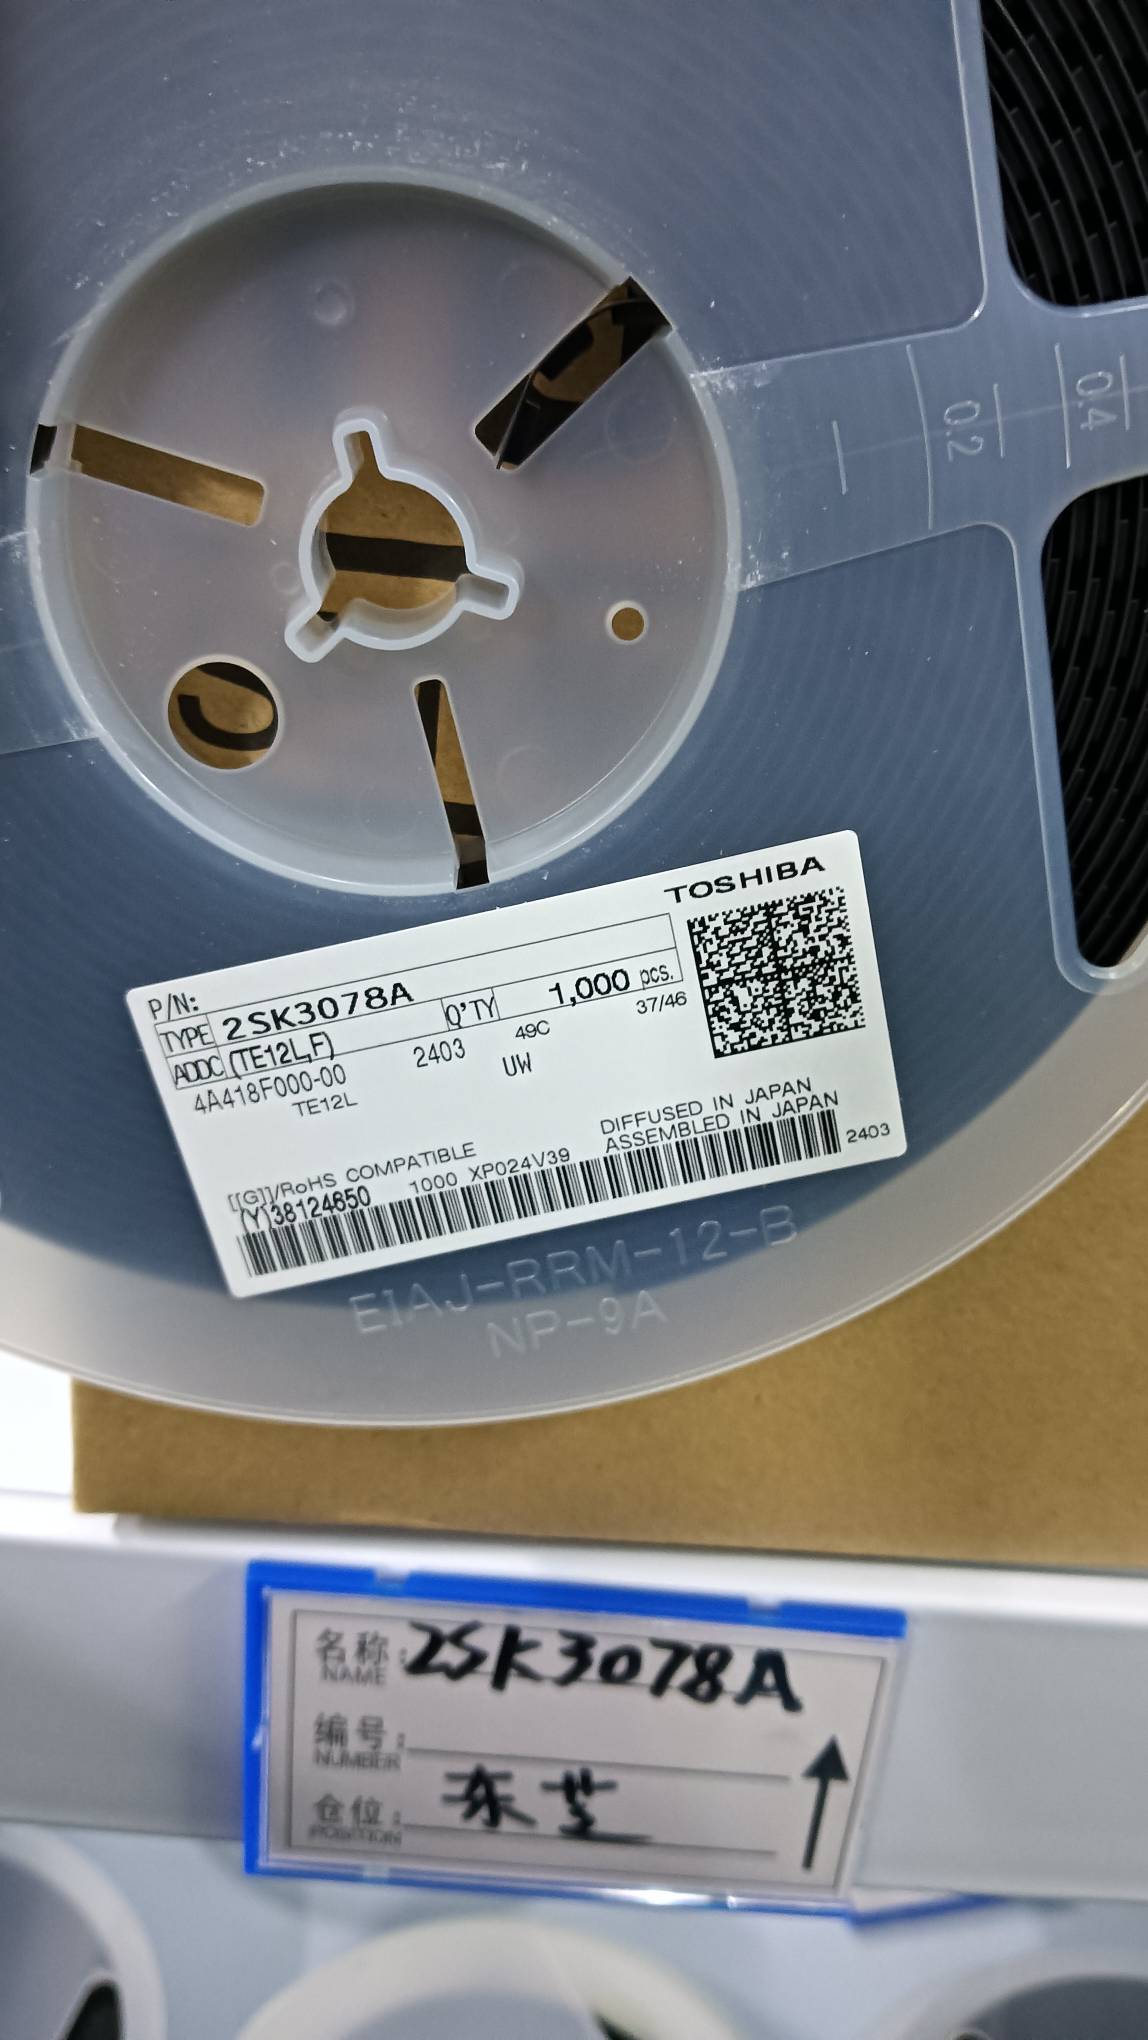 0.2
0.4
TOSHIBA
P/N:
TYPE 2SK3078A Q'TY 1,000 pcs.
ADDC (TE12L,F) 2403 49C 37/46
4A418F000-00 UW
TE12L
DIFFUSED IN JAPAN
[[G]]/RoHS COMPATIBLE ASSEMBLED IN JAPAN
(Y)38124650 1000 XP024V39 2403
EIAJ-RRM-12-B
NP-9A
名称: 2SK3078A
NAME
编号:
NUMBER
仓位: 东芝
POSITION